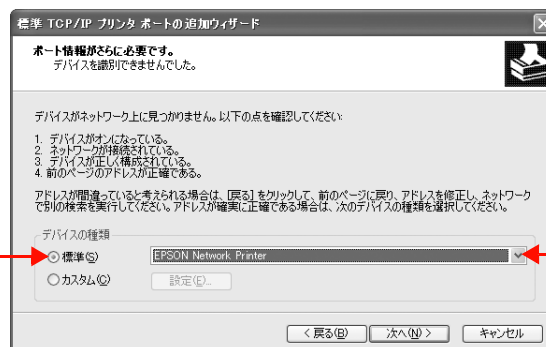 標準 TCP/IP プリンタ ポートの追加ウィザード
ポート情報がさらに必要です。
デバイスを識別できませんでした。
デバイスがネットワーク上に見つかりません。以下の点を確認してください:
1. デバイスがオンになっている。
2. ネットワークが接続されている。
3. デバイスが正しく構成されている。
4. 前のページのアドレスが正確である。
アドレスが間違っていると考えられる場合は、[戻る] をクリックして、前のページに戻り、アドレスを修正し、ネットワーク
で別の検索を実行してください。アドレスが確実に正確である場合は、次のデバイスの種類を選択してください。
デバイスの種類
標準(S) EPSON Network Printer
カスタム(C) 設定(E)...
< 戻る(B) 次へ(N) > キャンセル